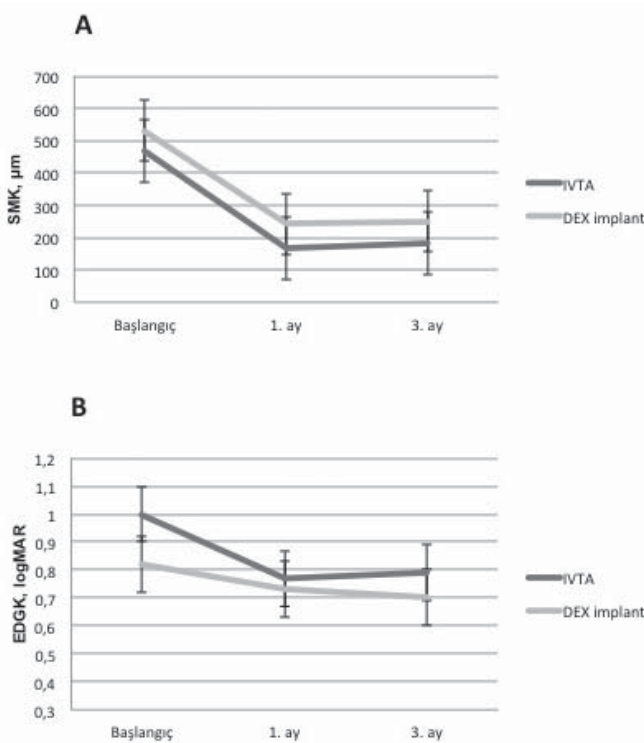 A
SMK, µm
700
600
500
400
300
200
100
0
Başlangıç 1. ay 3. ay
IVTA
DEX implant
B
EDGK, logMAR
1,2
1,1
1
0,9
0,8
0,7
0,6
0,5
0,4
0,3
Başlangıç 1. ay 3. ay
IVTA
DEX implant